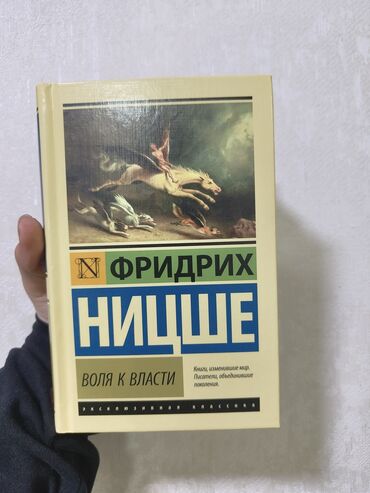 N ФРИДРИХ
НИЦШЕ
ВОЛЯ К ВЛАСТИ
Книги, изменившие мир.
Писатели, объединившие
поколения.
ЭКСКЛЮЗИВНАЯ КЛАССИКА